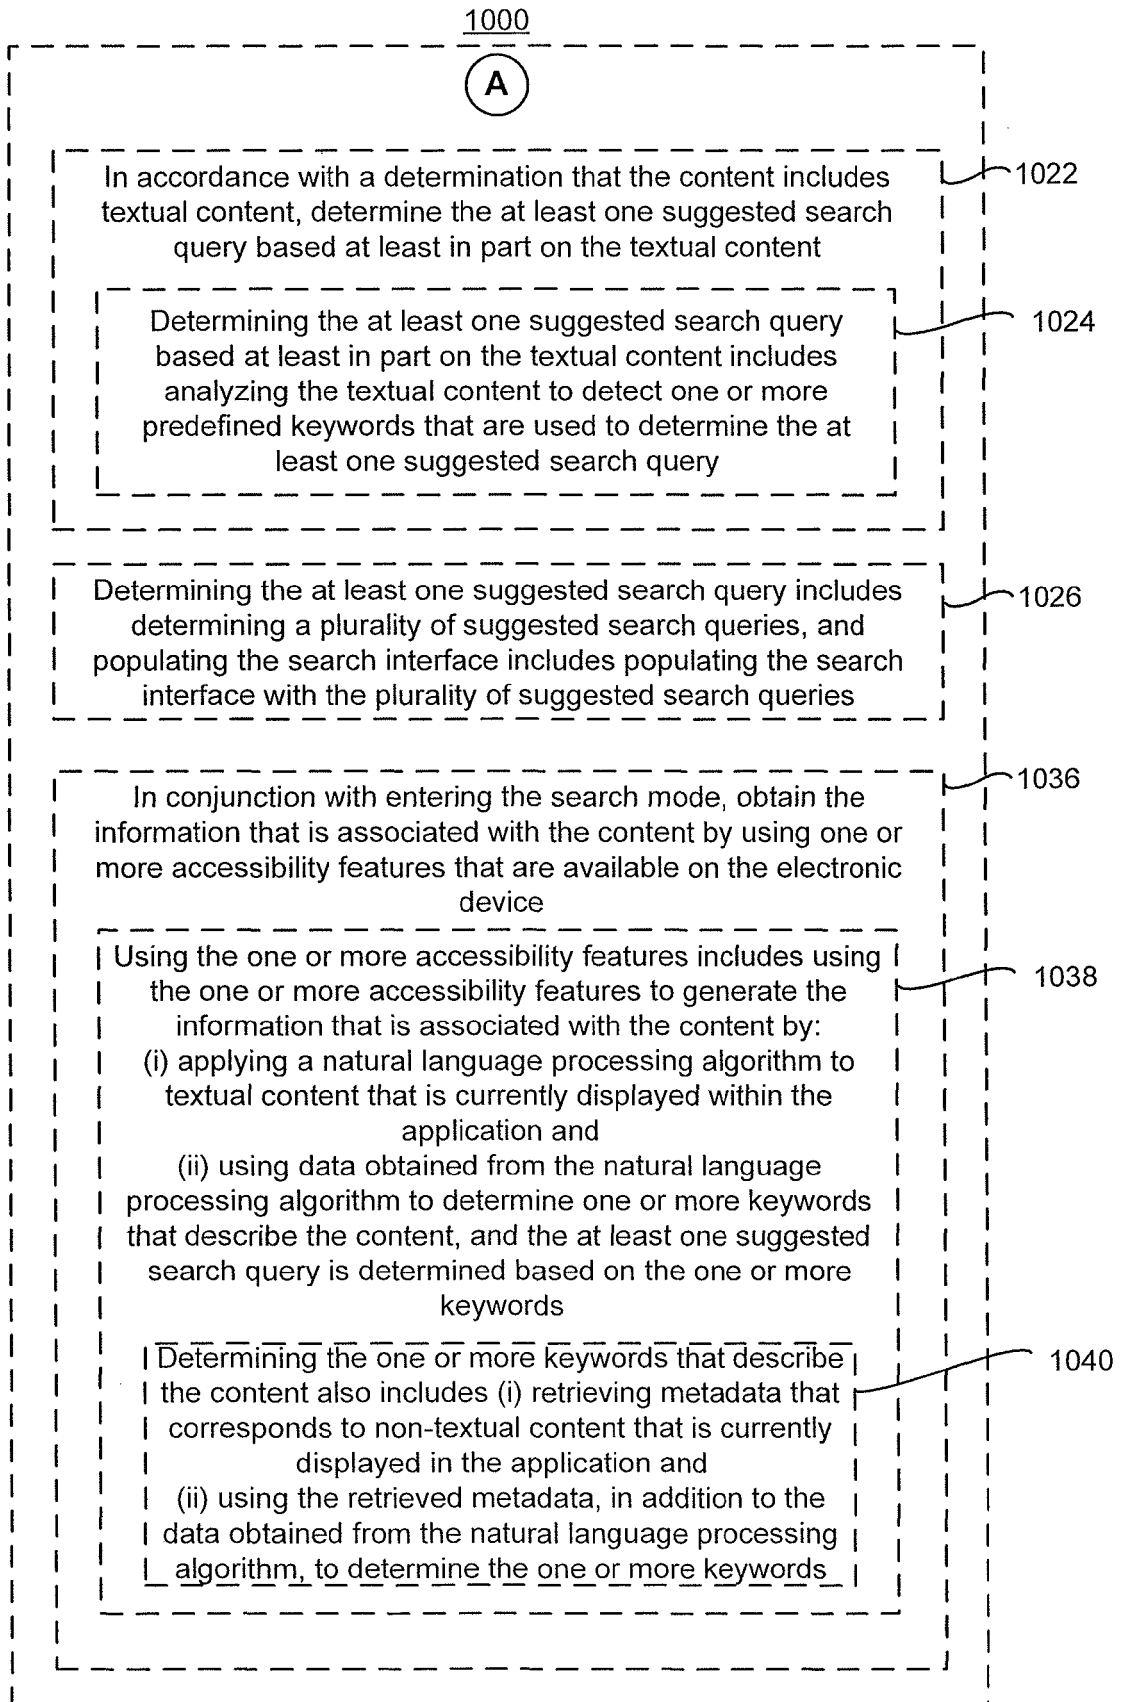 1000
A
In accordance with a determination that the content includes
textual content, determine the at least one suggested search
query based at least in part on the textual content
1022
Determining the at least one suggested search query
based at least in part on the textual content includes
analyzing the textual content to detect one or more
predefined keywords that are used to determine the at
least one suggested search query
1024
Determining the at least one suggested search query includes
determining a plurality of suggested search queries, and
populating the search interface includes populating the search
interface with the plurality of suggested search queries
1026
In conjunction with entering the search mode, obtain the
information that is associated with the content by using one or
more accessibility features that are available on the electronic
device
1036
Using the one or more accessibility features includes using
the one or more accessibility features to generate the
information that is associated with the content by:
(i) applying a natural language processing algorithm to
textual content that is currently displayed within the
application and
(ii) using data obtained from the natural language
processing algorithm to determine one or more keywords
that describe the content, and the at least one suggested
search query is determined based on the one or more
keywords
1038
Determining the one or more keywords that describe
the content also includes (i) retrieving metadata that
corresponds to non-textual content that is currently
displayed in the application and
(ii) using the retrieved metadata, in addition to the
data obtained from the natural language processing
algorithm, to determine the one or more keywords
1040